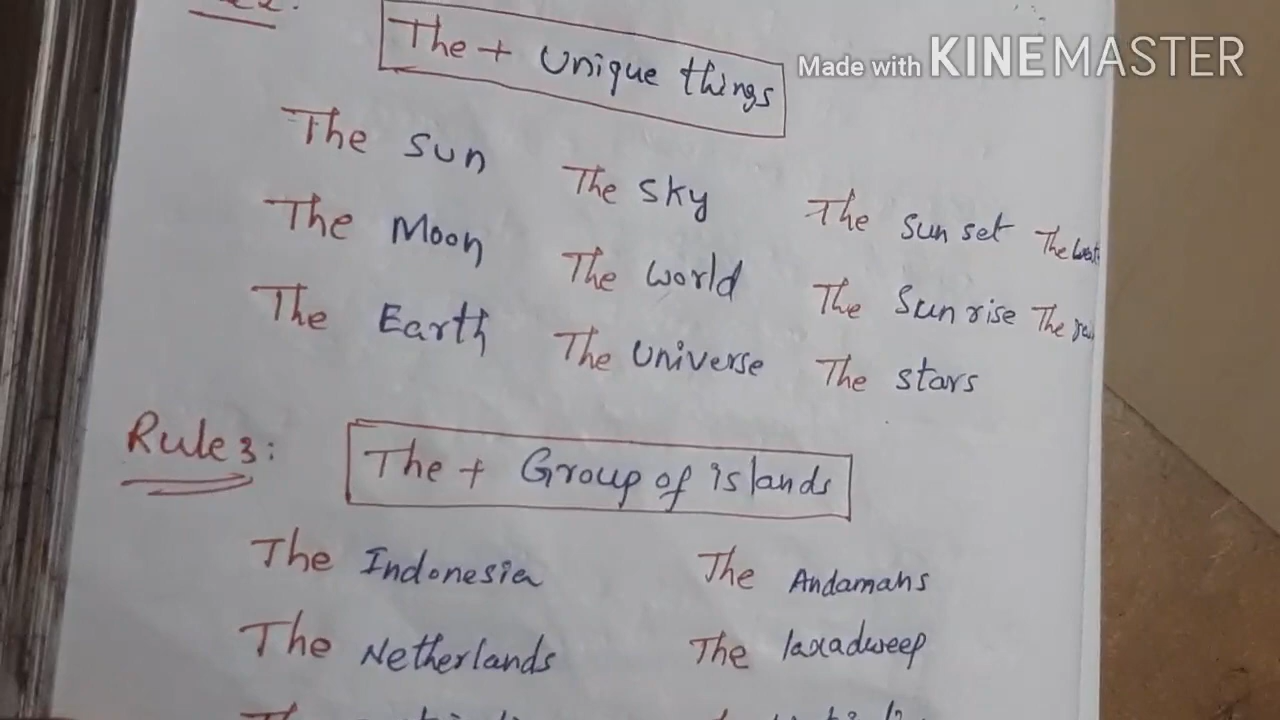 The + Unique things
Made with KINEMASTER
The Sun The Sky The Sun set The
The Moon The world The Sun rise The
The Earth The Universe The stars
Rule 3: The + Group of islands
The Indonesia The Andamans
The Netherlands The laxadweep